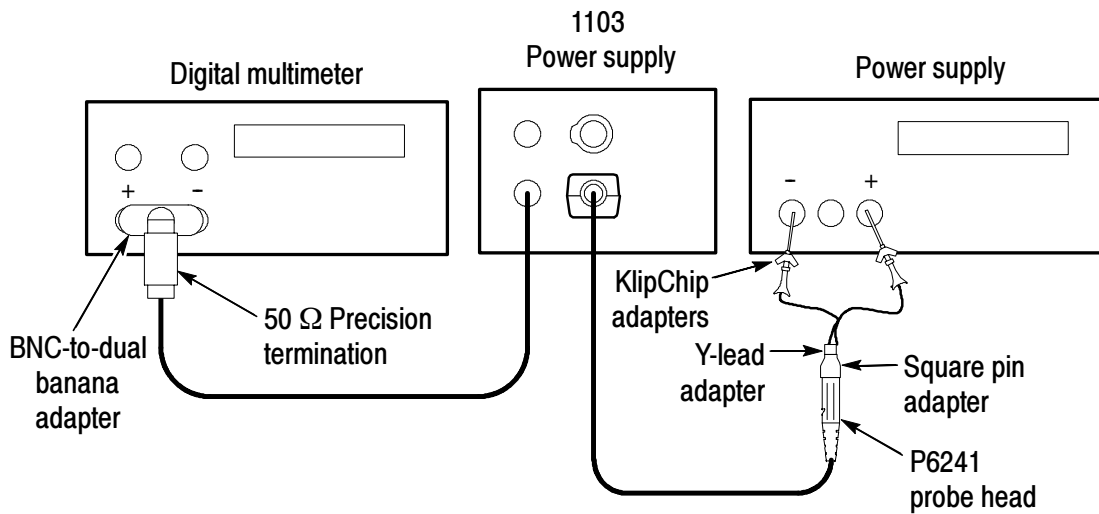 1103
Power supply
Digital multimeter
Power supply
+ -
- +
KlipChip
adapters
50 Ω Precision
termination
BNC-to-dual
banana
adapter
Y-lead
adapter
Square pin
adapter
P6241
probe head